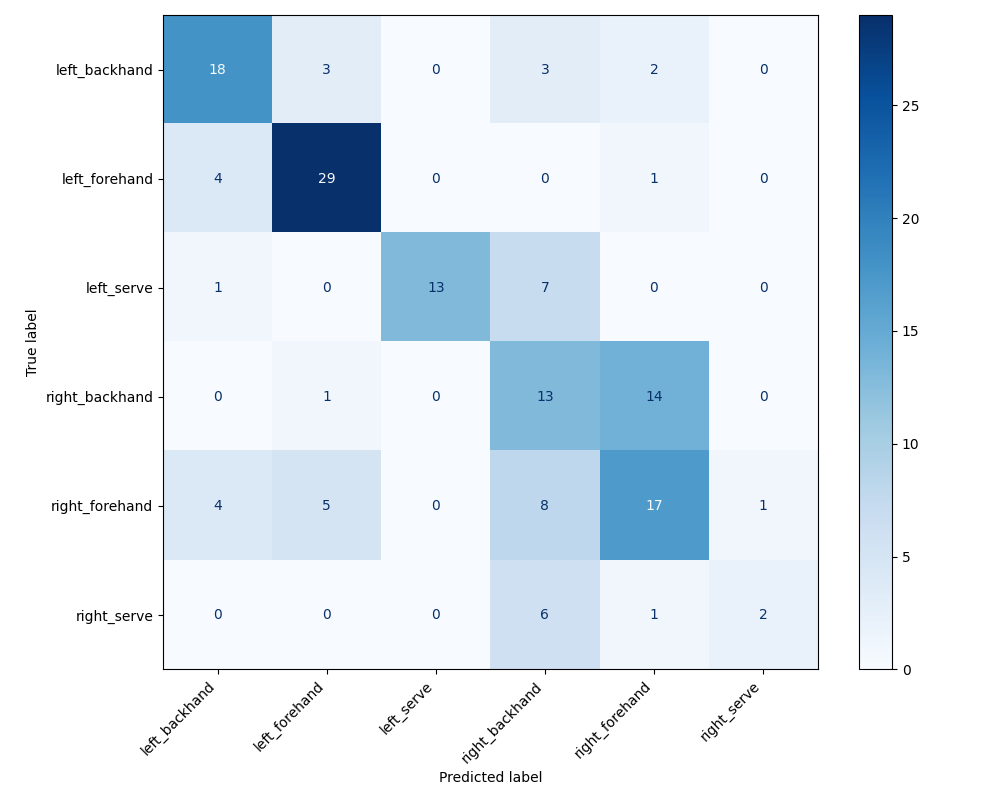 left_backhand 18 3 0 3 2 0
left_forehand 4 29 0 0 1 0
left_serve 1 0 13 7 0 0
right_backhand 0 1 0 13 14 0
right_forehand 4 5 0 8 17 1
right_serve 0 0 0 6 1 2
True label
left_backhand left_forehand left_serve right_backhand right_forehand right_serve
Predicted label
25
20
15
10
5
0